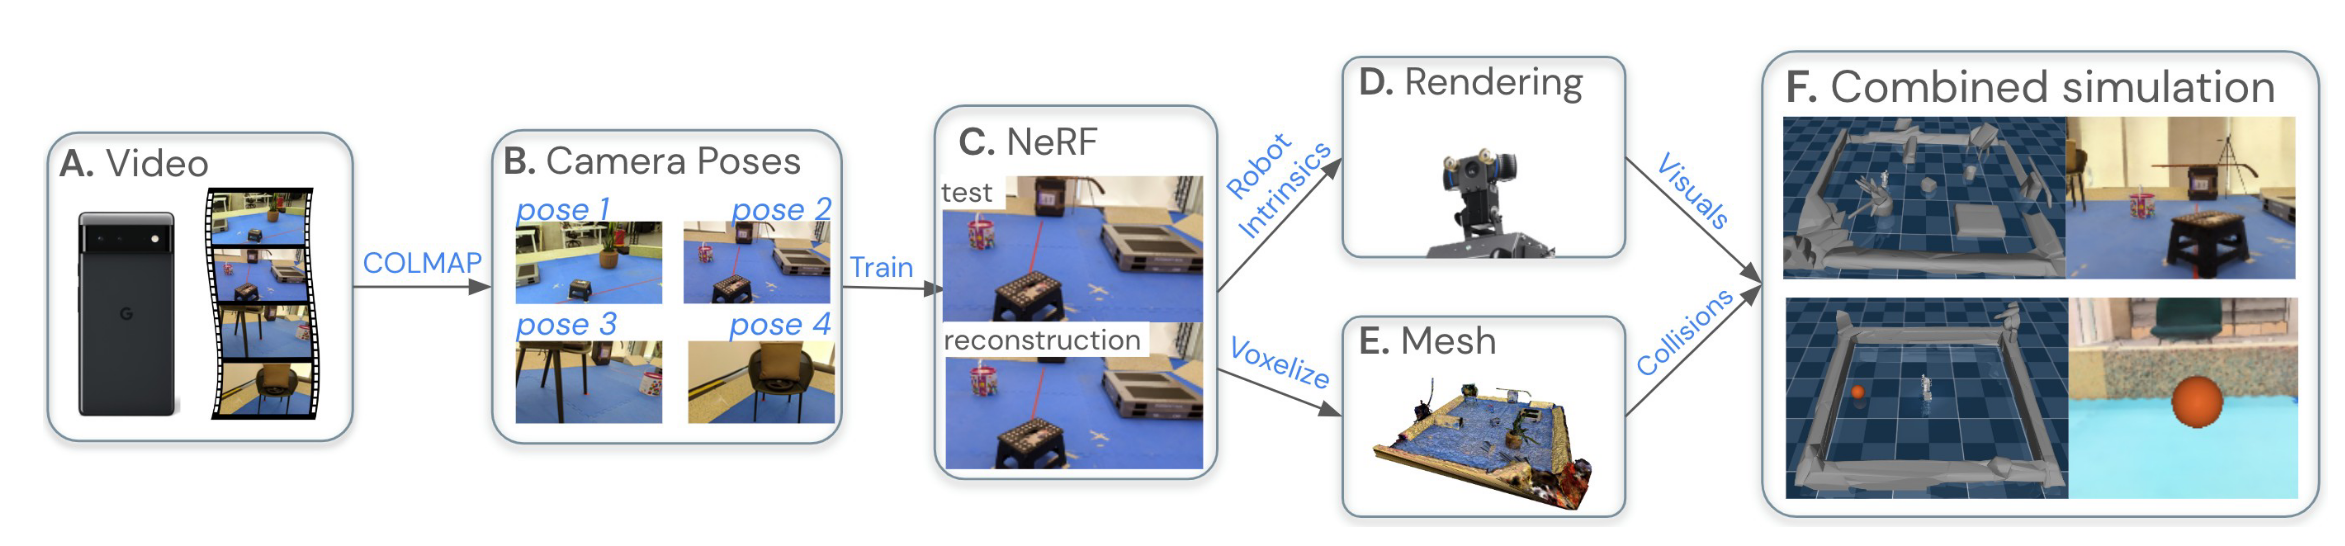 A. Video
COLMAP
B. Camera Poses
pose 1
pose 2
pose 3
pose 4
Train
C. NeRF
test
reconstruction
Robot
Intrinsics
Voxelize
D. Rendering
E. Mesh
Visuals
Collisions
F. Combined simulation